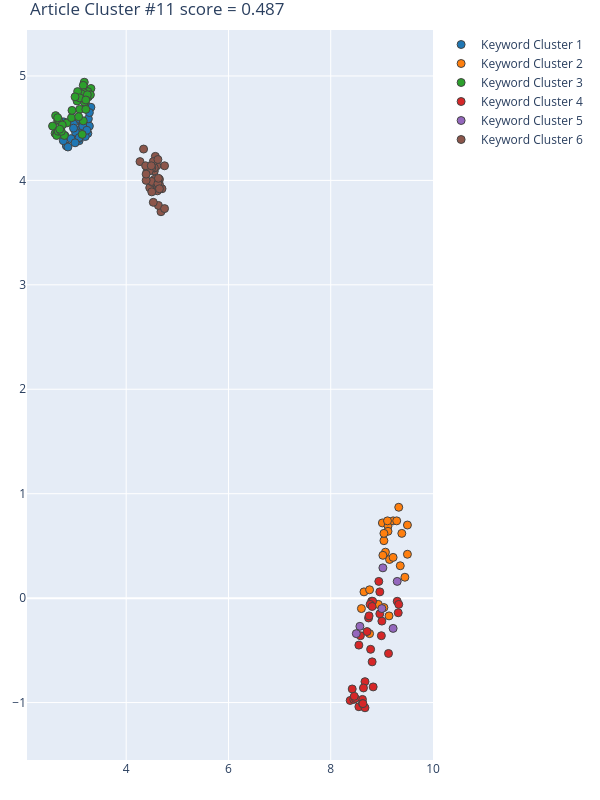 Article Cluster #11 score = 0.487
Keyword Cluster 1
Keyword Cluster 2
Keyword Cluster 3
Keyword Cluster 4
Keyword Cluster 5
Keyword Cluster 6
5
4
3
2
1
0
−1
4
6
8
10